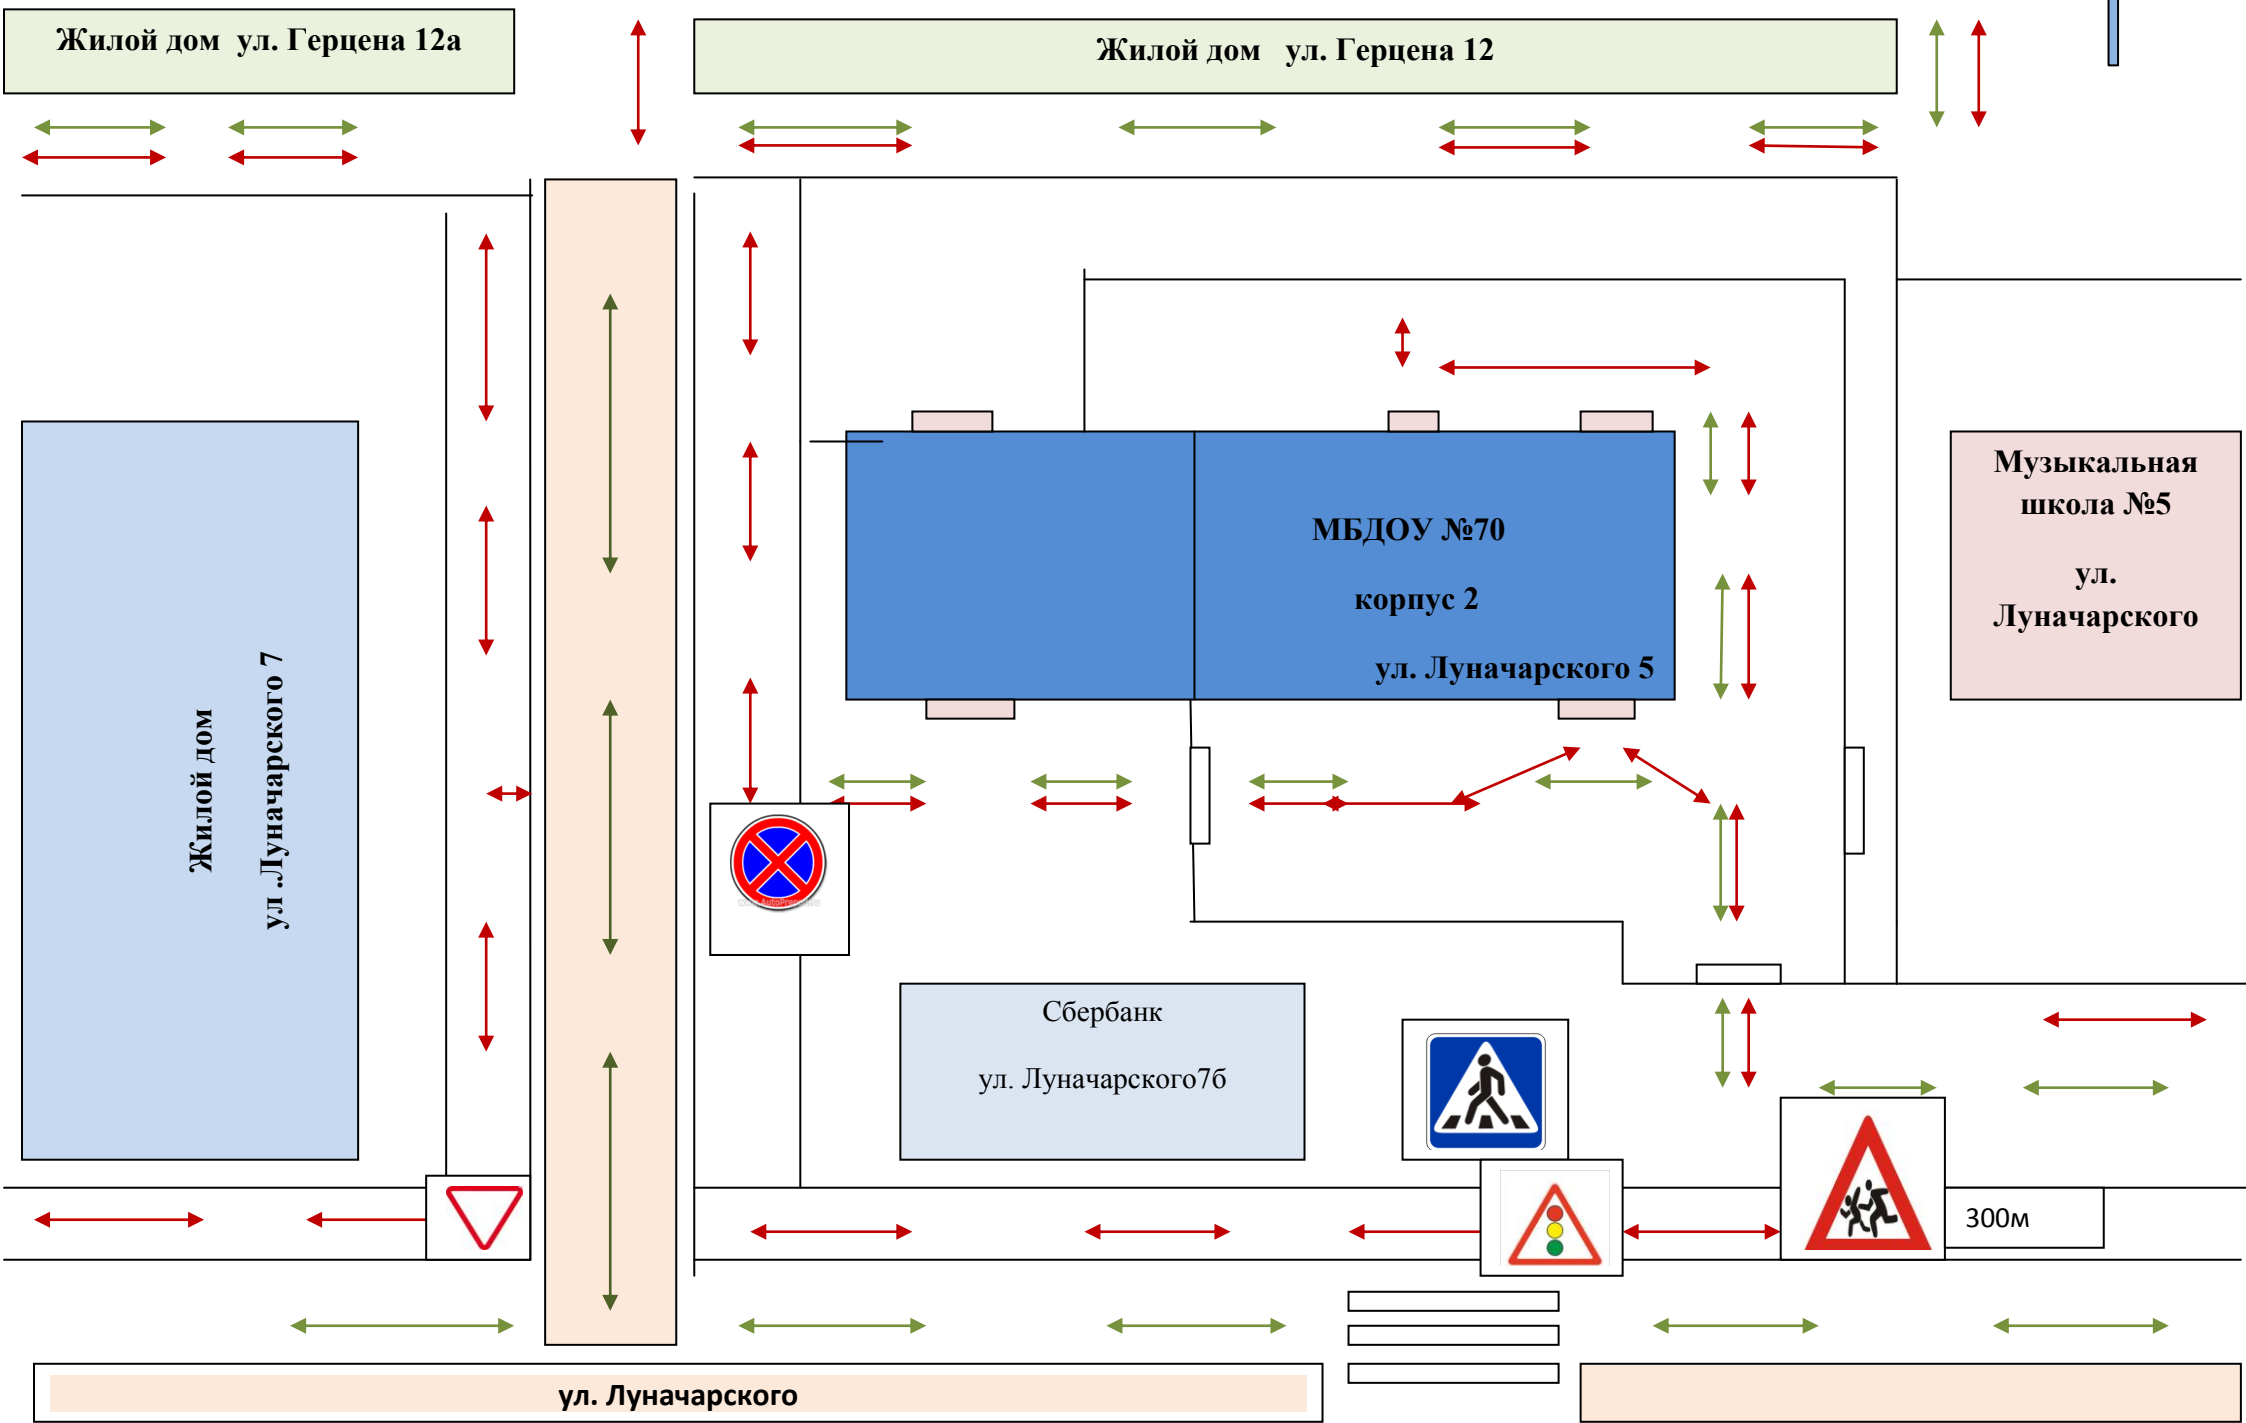 Жилой дом ул. Герцена 12а
Жилой дом ул. Герцена 12
Музыкальная
школа №5
ул.
Луначарского
МБДОУ №70
корпус 2
ул. Луначарского 5
Жилой дом
ул .Луначарского 7
Сбербанк
ул. Луначарского7б
300м
ул. Луначарского